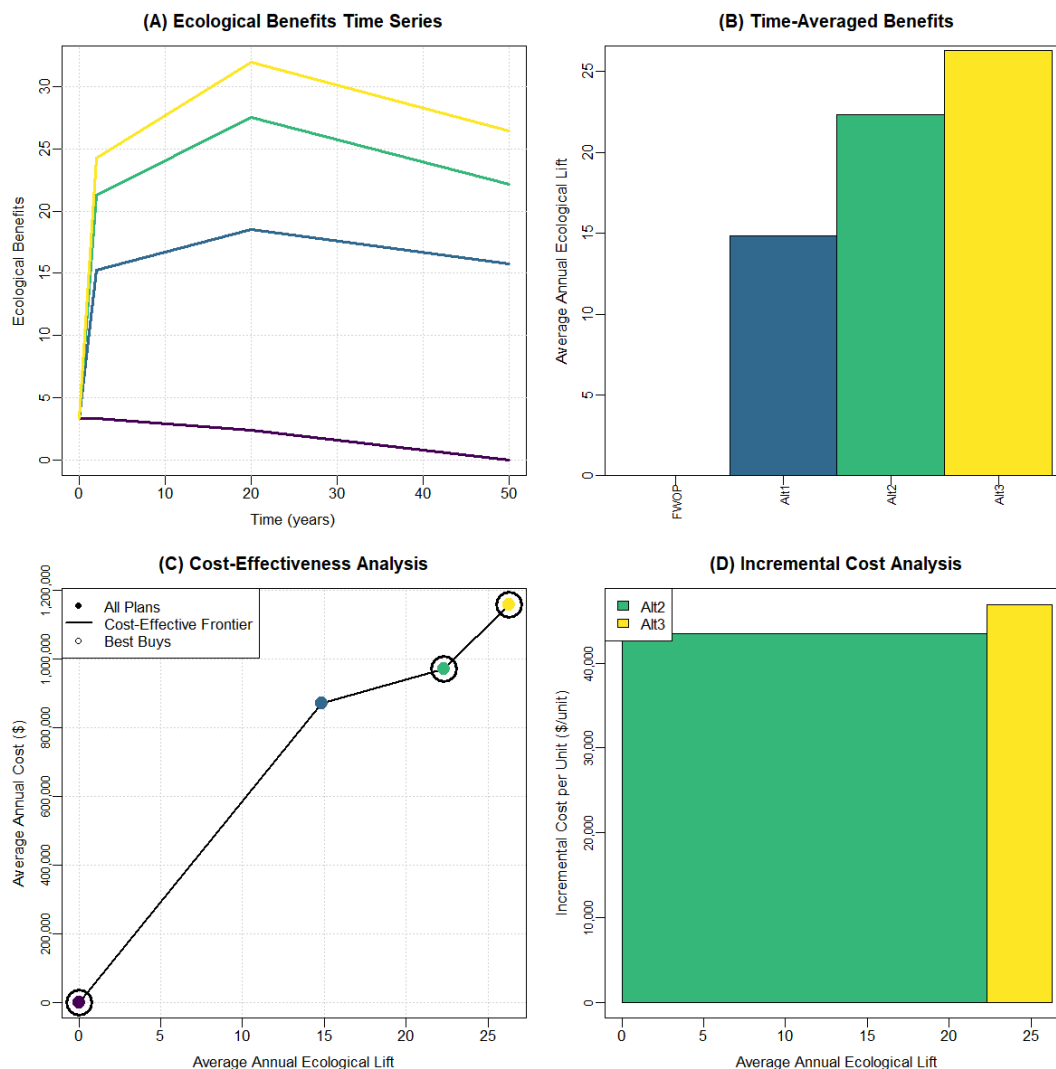 (A) Ecological Benefits Time Series
Ecological Benefits
0
5
10
15
20
25
30
0 10 20 30 40 50
Time (years)
(B) Time-Averaged Benefits
Average Annual Ecological Lift
0
5
10
15
20
25
FWOP Alt1 Alt2 Alt3
(C) Cost-Effectiveness Analysis
All Plans
Cost-Effective Frontier
Best Buys
Average Annual Cost ($)
0
200,000
400,000
600,000
800,000
1,000,000
1,200,000
0 5 10 15 20 25
Average Annual Ecological Lift
(D) Incremental Cost Analysis
Alt2
Alt3
Incremental Cost per Unit ($/unit)
0
10,000
20,000
30,000
40,000
0 5 10 15 20 25
Average Annual Ecological Lift